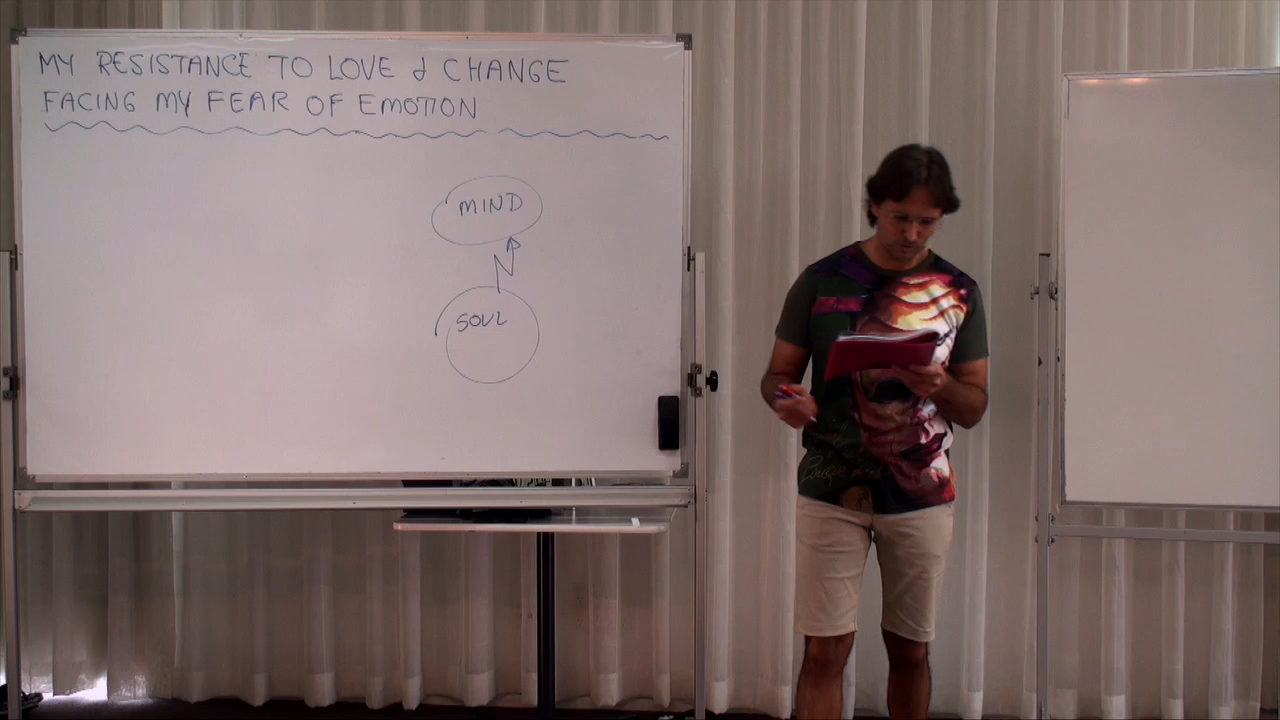 MY RESISTANCE TO LOVE & CHANGE
FACING MY FEAR OF EMOTION
MIND
SOUL